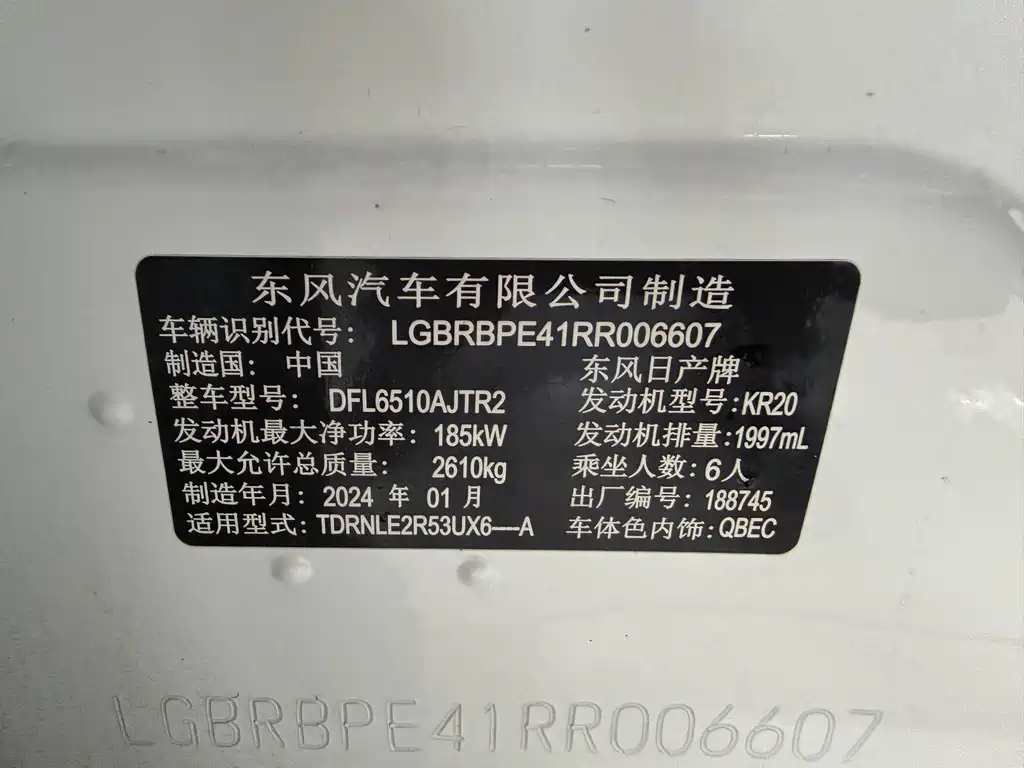 东风汽车有限公司制造
车辆识别代号: LGBRBPE41RR006607
制造国: 中国 东风日产牌
整车型号: DFL6510AJTR2 发动机型号:KR20
发动机最大净功率: 185kW 发动机排量:1997mL
最大允许总质量: 2610kg 乘坐人数:6人
制造年月: 2024 年 01 月 出厂编号: 188745
适用型式: TDRNLE2R53UX6----A 车体色内饰:QBEC
LGBRBPE41RR006607